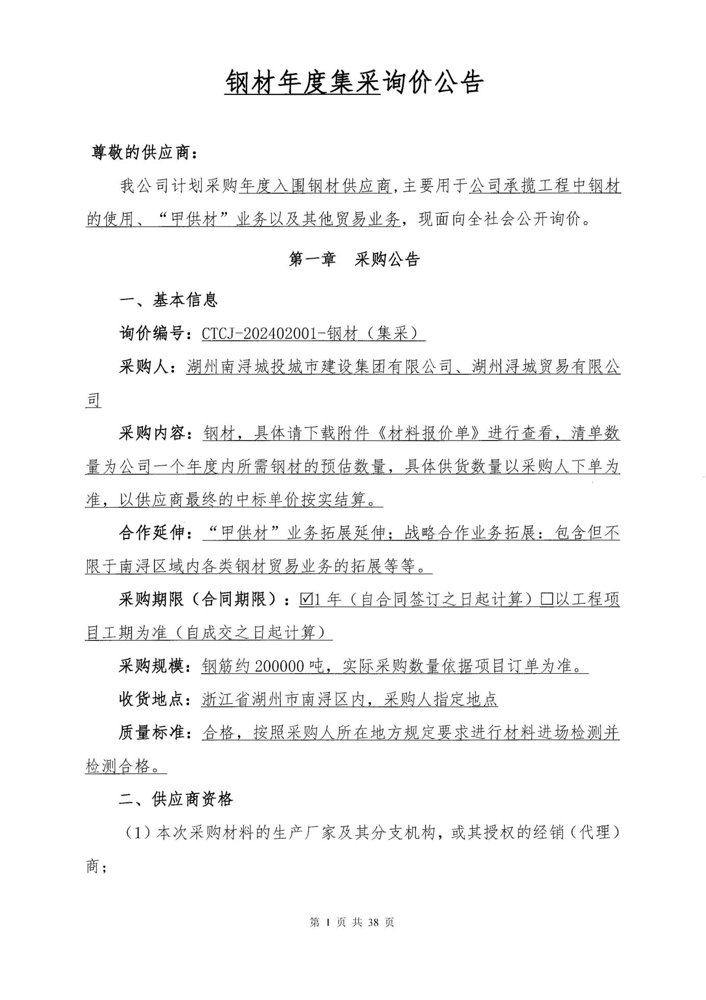 钢材年度集采询价公告
尊敬的供应商：
我公司计划采购年度入围钢材供应商,主要用于公司承揽工程中钢材
的使用、“甲供材”业务以及其他贸易业务，现面向全社会公开询价。
第一章 采购公告
一、基本信息
询价编号：CTCJ-202402001-钢材（集采）
采购人：湖州南浔城投城市建设集团有限公司、湖州浔城贸易有限公
司
采购内容：钢材，具体请下载附件《材料报价单》进行查看，清单数
量为公司一个年度内所需钢材的预估数量，具体供货数量以采购人下单为
准，以供应商最终的中标单价按实结算。
合作延伸：“甲供材”业务拓展延伸；战略合作业务拓展：包含但不
限于南浔区域内各类钢材贸易业务的拓展等等。
采购期限（合同期限）：☑1 年（自合同签订之日起计算）□以工程项
目工期为准（自成交之日起计算）
采购规模：钢筋约 200000 吨，实际采购数量依据项目订单为准。
收货地点：浙江省湖州市南浔区内，采购人指定地点
质量标准：合格，按照采购人所在地方规定要求进行材料进场检测并
检测合格。
二、供应商资格
（1）本次采购材料的生产厂家及其分支机构，或其授权的经销（代理）
商；
第 1 页 共 38 页